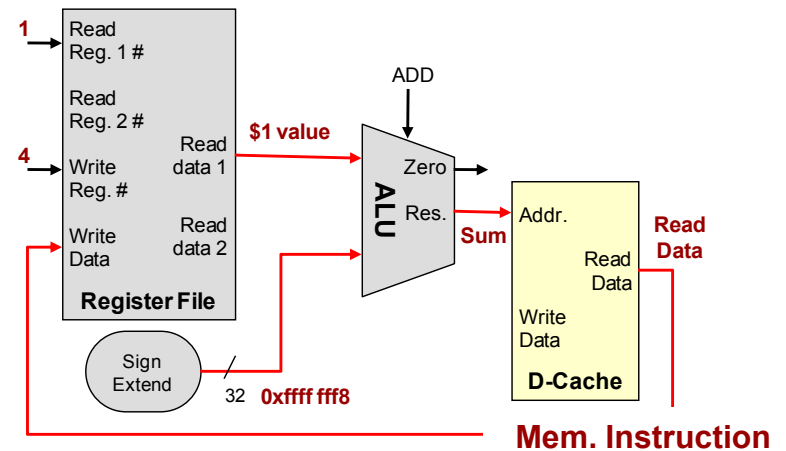 1
Read
Reg. 1 #
Read
Reg. 2 #
4
Write
Reg. #
Write
Data
Read
data 1
Read
data 2
Register File
$1 value
ADD
Zero
ALU
Res.
Sum
Addr.
Read
Data
Write
Data
D-Cache
Read
Data
Sign
Extend
32
0xffff fff8
Mem. Instruction